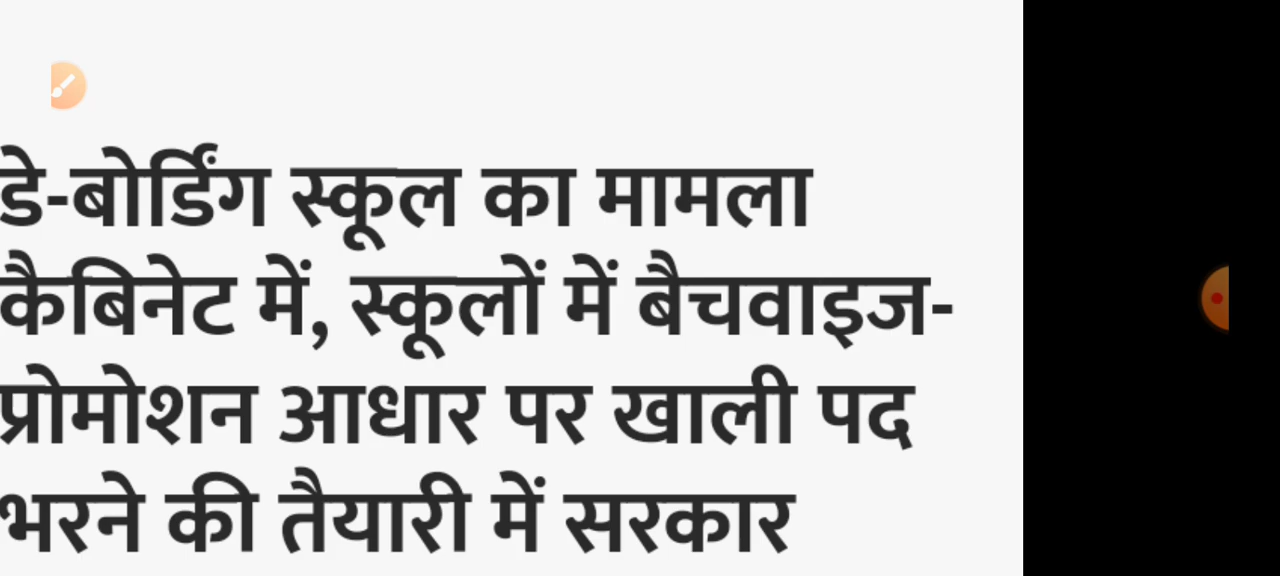 डे-बोर्डिंग स्कूल का मामला
कैबिनेट में, स्कूलों में बैचवाइज-
प्रोमोशन आधार पर खाली पद
भरने की तैयारी में सरकार